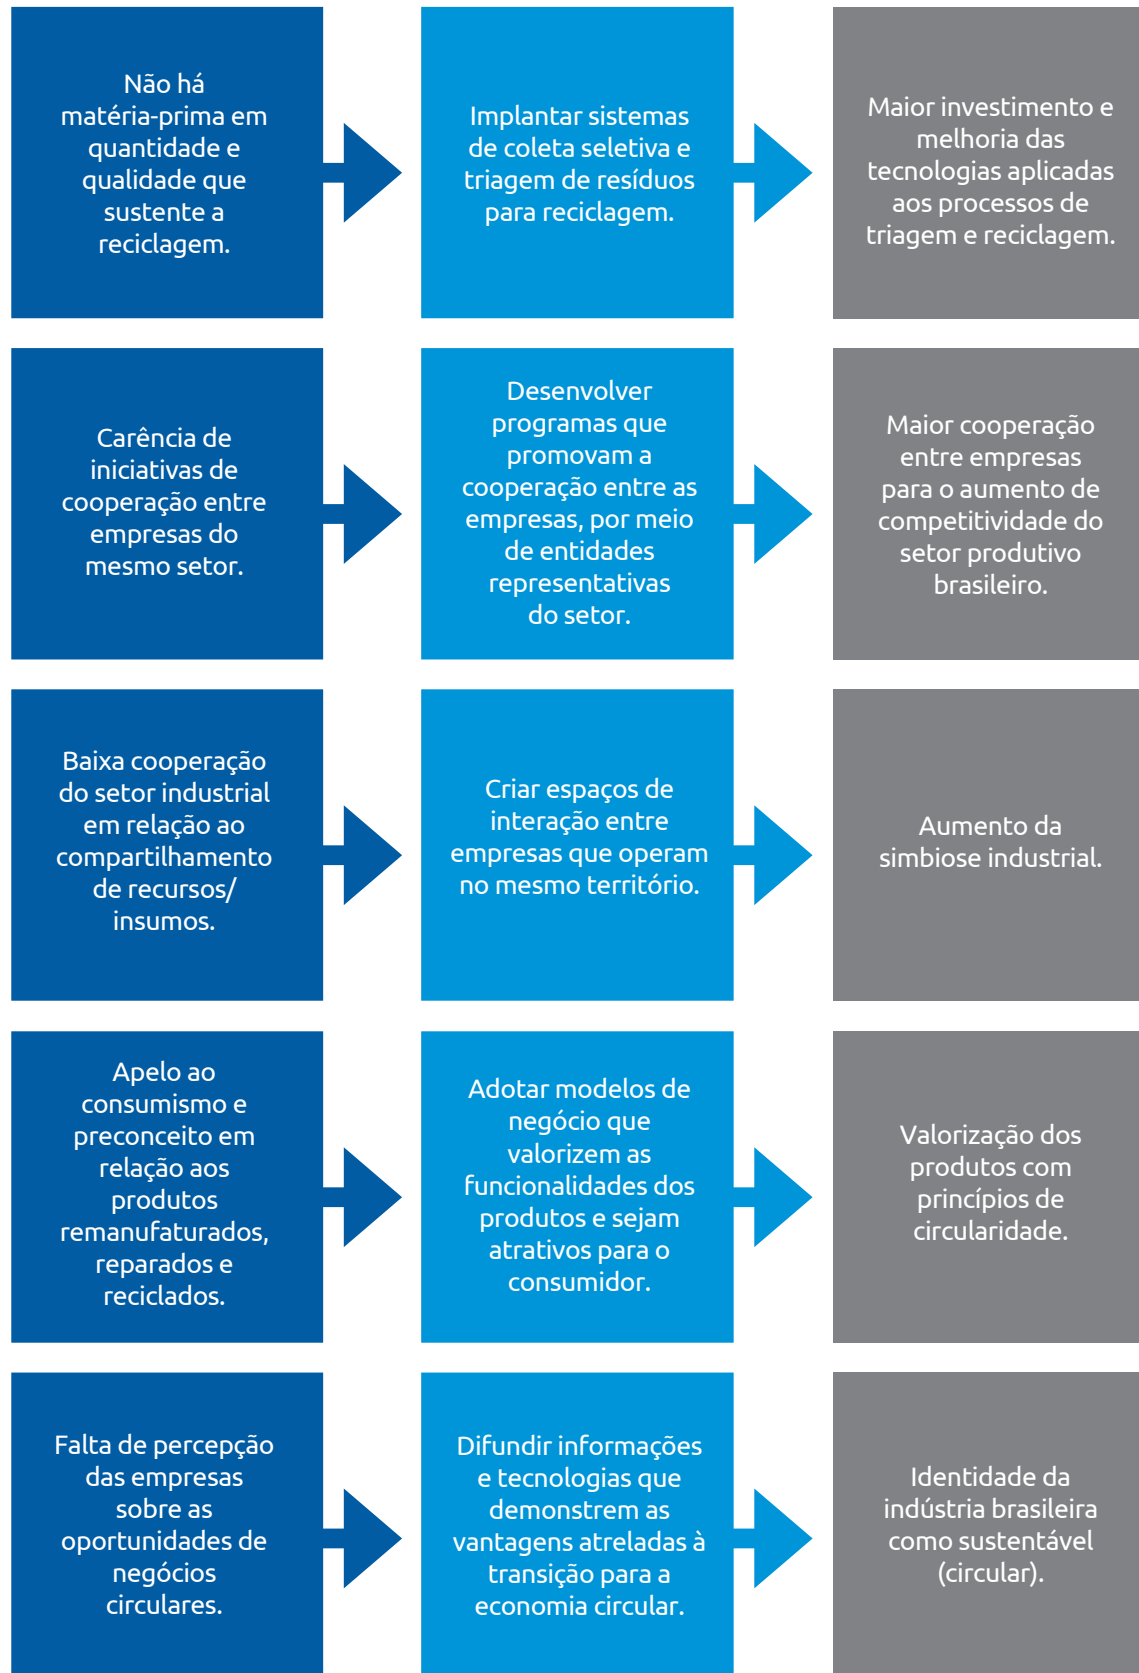 Não há
matéria-prima em
quantidade e
qualidade que
sustente a
reciclagem.
Implantar sistemas
de coleta seletiva e
triagem de resíduos
para reciclagem.
Maior investimento e
melhoria das
tecnologias aplicadas
aos processos de
triagem e reciclagem.
Carência de
iniciativas de
cooperação entre
empresas do
mesmo setor.
Desenvolver
programas que
promovam a
cooperação entre as
empresas, por meio
de entidades
representativas
do setor.
Maior cooperação
entre empresas
para o aumento de
competitividade do
setor produtivo
brasileiro.
Baixa cooperação
do setor industrial
em relação ao
compartilhamento
de recursos/
insumos.
Criar espaços de
interação entre
empresas que operam
no mesmo território.
Aumento da
simbiose industrial.
Apelo ao
consumismo e
preconceito em
relação aos
produtos
remanufaturados,
reparados e
reciclados.
Adotar modelos de
negócio que
valorizem as
funcionalidades dos
produtos e sejam
atrativos para o
consumidor.
Valorização dos
produtos com
princípios de
circularidade.
Falta de percepção
das empresas
sobre as
oportunidades de
negócios
circulares.
Difundir informações
e tecnologias que
demonstrem as
vantagens atreladas à
transição para a
economia circular.
Identidade da
indústria brasileira
como sustentável
(circular).